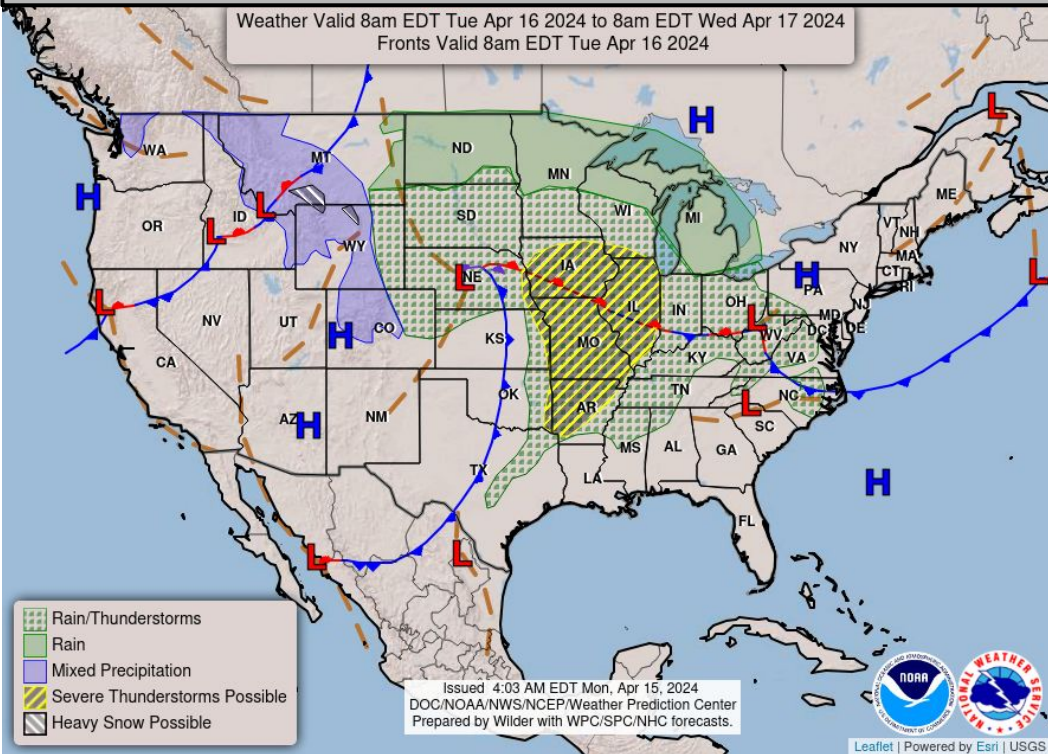 Weather Valid 8am EDT Tue Apr 16 2024 to 8am EDT Wed Apr 17 2024
Fronts Valid 8am EDT Tue Apr 16 2024
L
H
WA
MT
ND
MN
H
L
ME
OR
ID
L
L
SD
WI
MI
VT
NH
NY
MA
CT
RI
WY
L
NE
IA
H
PA
NJ
L
L
NV
UT
H
CO
KS
MO
IL
IN
OH
L
WV
MD
DC
DE
VA
KY
CA
AZ
H
NM
OK
AR
TN
NC
L
SC
TX
LA
MS
AL
GA
H
FL
L
L
Rain/Thunderstorms
Rain
Mixed Precipitation
Severe Thunderstorms Possible
Heavy Snow Possible
Issued 4:03 AM EDT Mon, Apr 15, 2024
DOC/NOAA/NWS/NCEP/Weather Prediction Center
Prepared by Wilder with WPC/SPC/NHC forecasts.
NOAA
NATIONAL WEATHER SERVICE
Leaflet | Powered by Esri | USGS